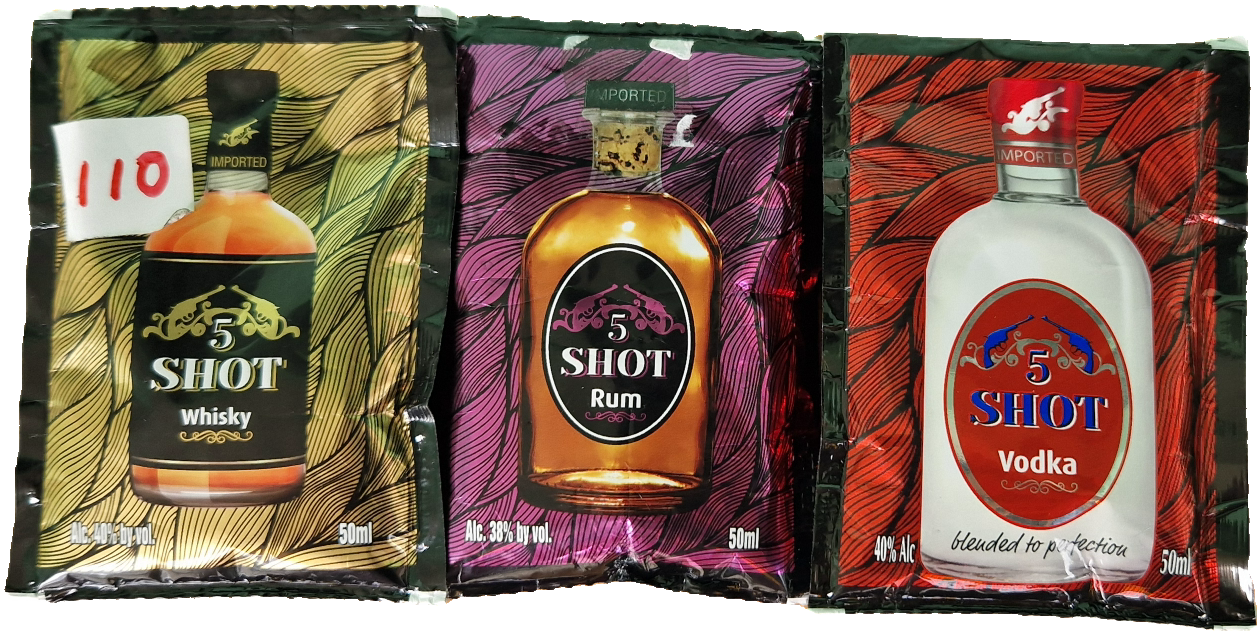 110
IMPORTED
5
SHOT
Whisky
Alc. 40% by vol.
50ml
IMPORTED
5
SHOT
Rum
Alc. 38% by vol.
50ml
IMPORTED
5
SHOT
Vodka
blended to perfection
40% Alc
50ml